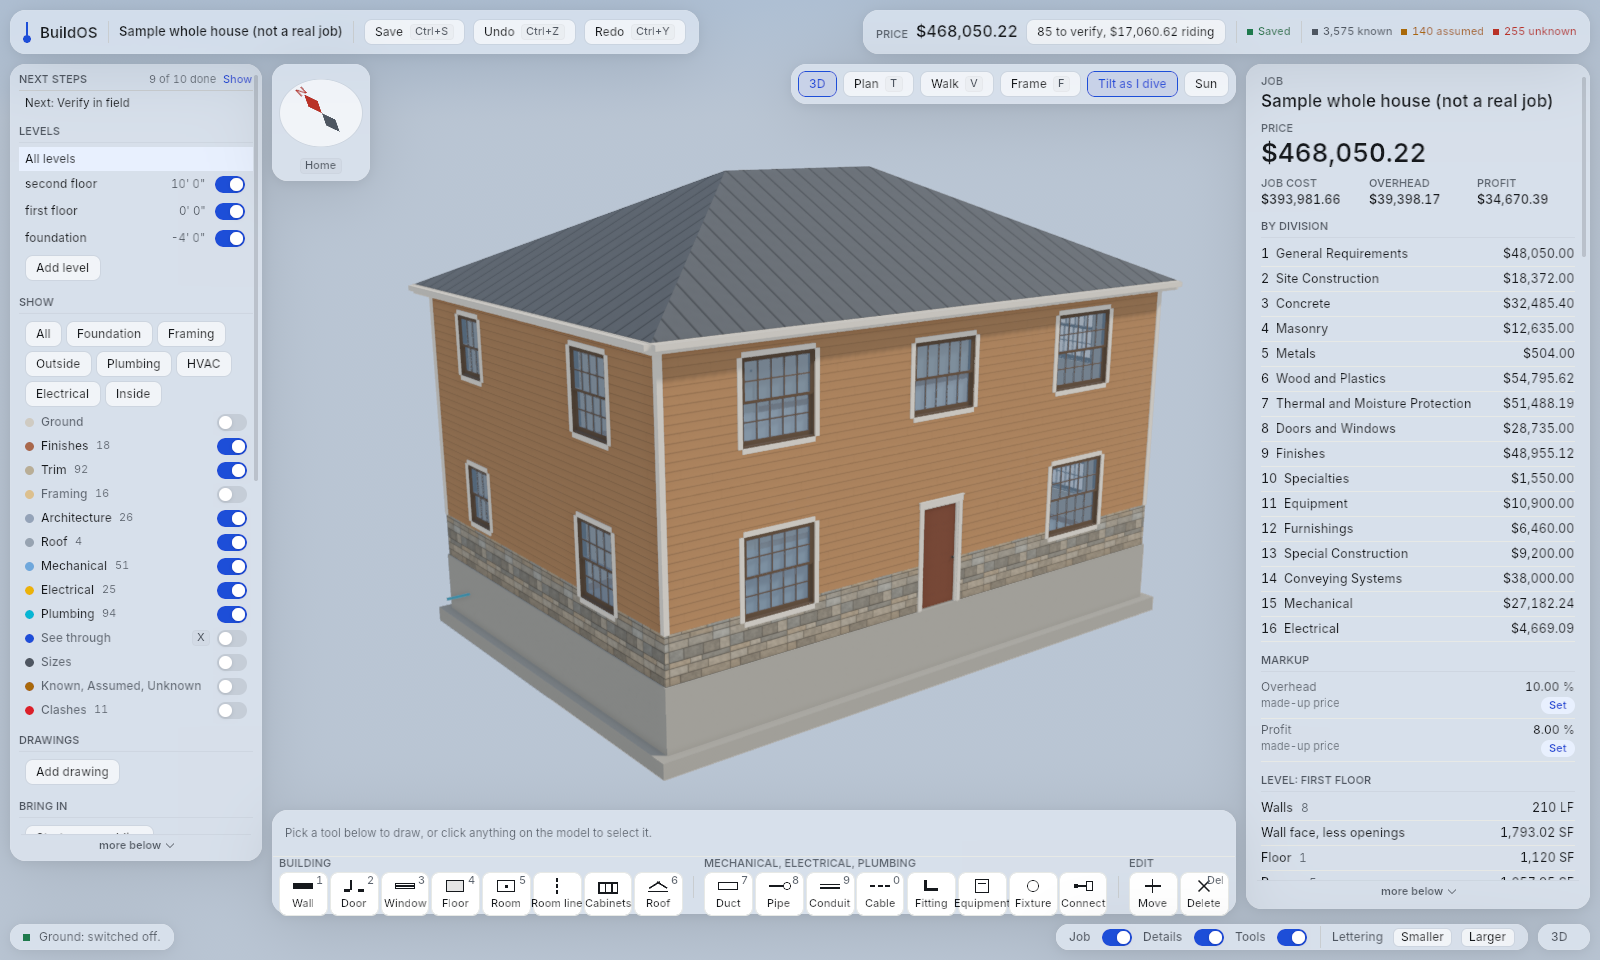 BuildOS
Sample whole house (not a real job)
Save Ctrl+S
Undo Ctrl+Z
Redo Ctrl+Y
PRICE $468,050.22
85 to verify, $17,060.62 riding
Saved
3,575 known
140 assumed
255 unknown
NEXT STEPS 9 of 10 done Show
Next: Verify in field
LEVELS
All levels
second floor 10' 0"
first floor 0' 0"
foundation -4' 0"
Add level
SHOW
All Foundation Framing
Outside Plumbing HVAC
Electrical Inside
Ground
Finishes 18
Trim 92
Framing 16
Architecture 26
Roof 4
Mechanical 51
Electrical 25
Plumbing 94
See through X
Sizes
Known, Assumed, Unknown
Clashes 11
DRAWINGS
Add drawing
BRING IN
more below
N
Home
3D
Plan T
Walk V
Frame F
Tilt as I dive
Sun
Pick a tool below to draw, or click anything on the model to select it.
BUILDING
1 Wall
2 Door
3 Window
4 Floor
5 Room
Room line
Cabinets
6 Roof
MECHANICAL, ELECTRICAL, PLUMBING
7 Duct
8 Pipe
9 Conduit
0 Cable
Fitting
Equipment
Fixture
Connect
EDIT
Move
Del Delete
JOB
Sample whole house (not a real job)
PRICE
$468,050.22
JOB COST OVERHEAD PROFIT
$393,981.66 $39,398.17 $34,670.39
BY DIVISION
1 General Requirements $48,050.00
2 Site Construction $18,372.00
3 Concrete $32,485.40
4 Masonry $12,635.00
5 Metals $504.00
6 Wood and Plastics $54,795.62
7 Thermal and Moisture Protection $51,488.19
8 Doors and Windows $28,735.00
9 Finishes $48,955.12
10 Specialties $1,550.00
11 Equipment $10,900.00
12 Furnishings $6,460.00
13 Special Construction $9,200.00
14 Conveying Systems $38,000.00
15 Mechanical $27,182.24
16 Electrical $4,669.09
MARKUP
Overhead 10.00 %
made-up price Set
Profit 8.00 %
made-up price Set
LEVEL: FIRST FLOOR
Walls 8 210 LF
Wall face, less openings 1,793.02 SF
Floor 1 1,120 SF
more below
Ground: switched off.
Job
Details
Tools
Lettering Smaller Larger
3D